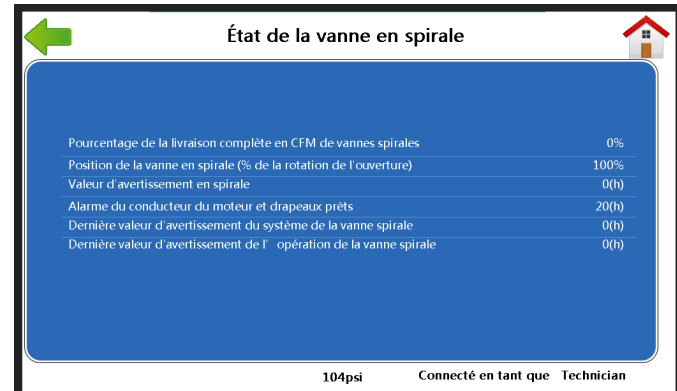 État de la vanne en spirale
Pourcentage de la livraison complète en CFM de vannes spirales 0%
Position de la vanne en spirale (% de la rotation de l'ouverture) 100%
Valeur d'avertissement en spirale 0(h)
Alarme du conducteur du moteur et drapeaux prêts 20(h)
Dernière valeur d'avertissement du système de la vanne spirale 0(h)
Dernière valeur d'avertissement de l’ opération de la vanne spirale 0(h)
104psi Connecté en tant que Technician